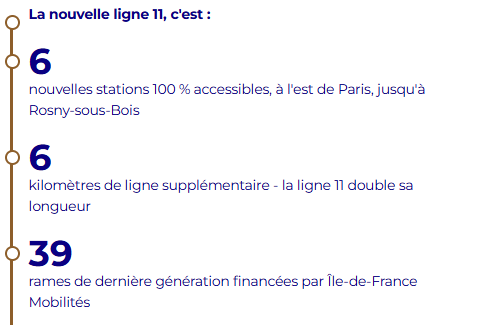 La nouvelle ligne 11, c'est :
6
nouvelles stations 100 % accessibles, à l'est de Paris, jusqu'à
Rosny-sous-Bois
6
kilomètres de ligne supplémentaire - la ligne 11 double sa
longueur
39
rames de dernière génération financées par Île-de-France
Mobilités